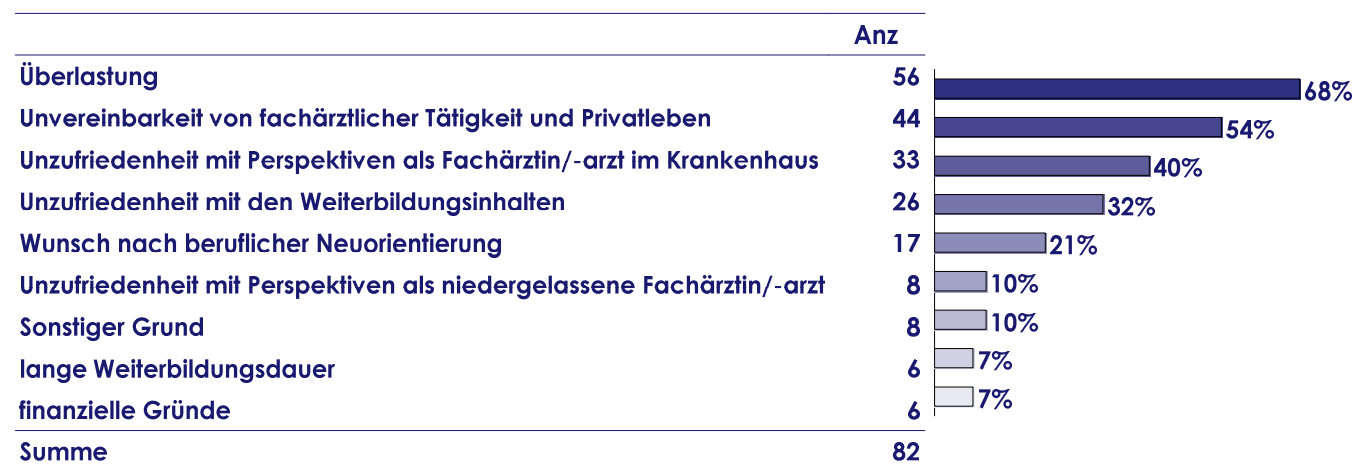 Anz
Überlastung 56 68%
Unvereinbarkeit von fachärztlicher Tätigkeit und Privatleben 44 54%
Unzufriedenheit mit Perspektiven als Fachärztin/-arzt im Krankenhaus 33 40%
Unzufriedenheit mit den Weiterbildungsinhalten 26 32%
Wunsch nach beruflicher Neuorientierung 17 21%
Unzufriedenheit mit Perspektiven als niedergelassene Fachärztin/-arzt 8 10%
Sonstiger Grund 8 10%
lange Weiterbildungsdauer 6 7%
finanzielle Gründe 6 7%
Summe 82